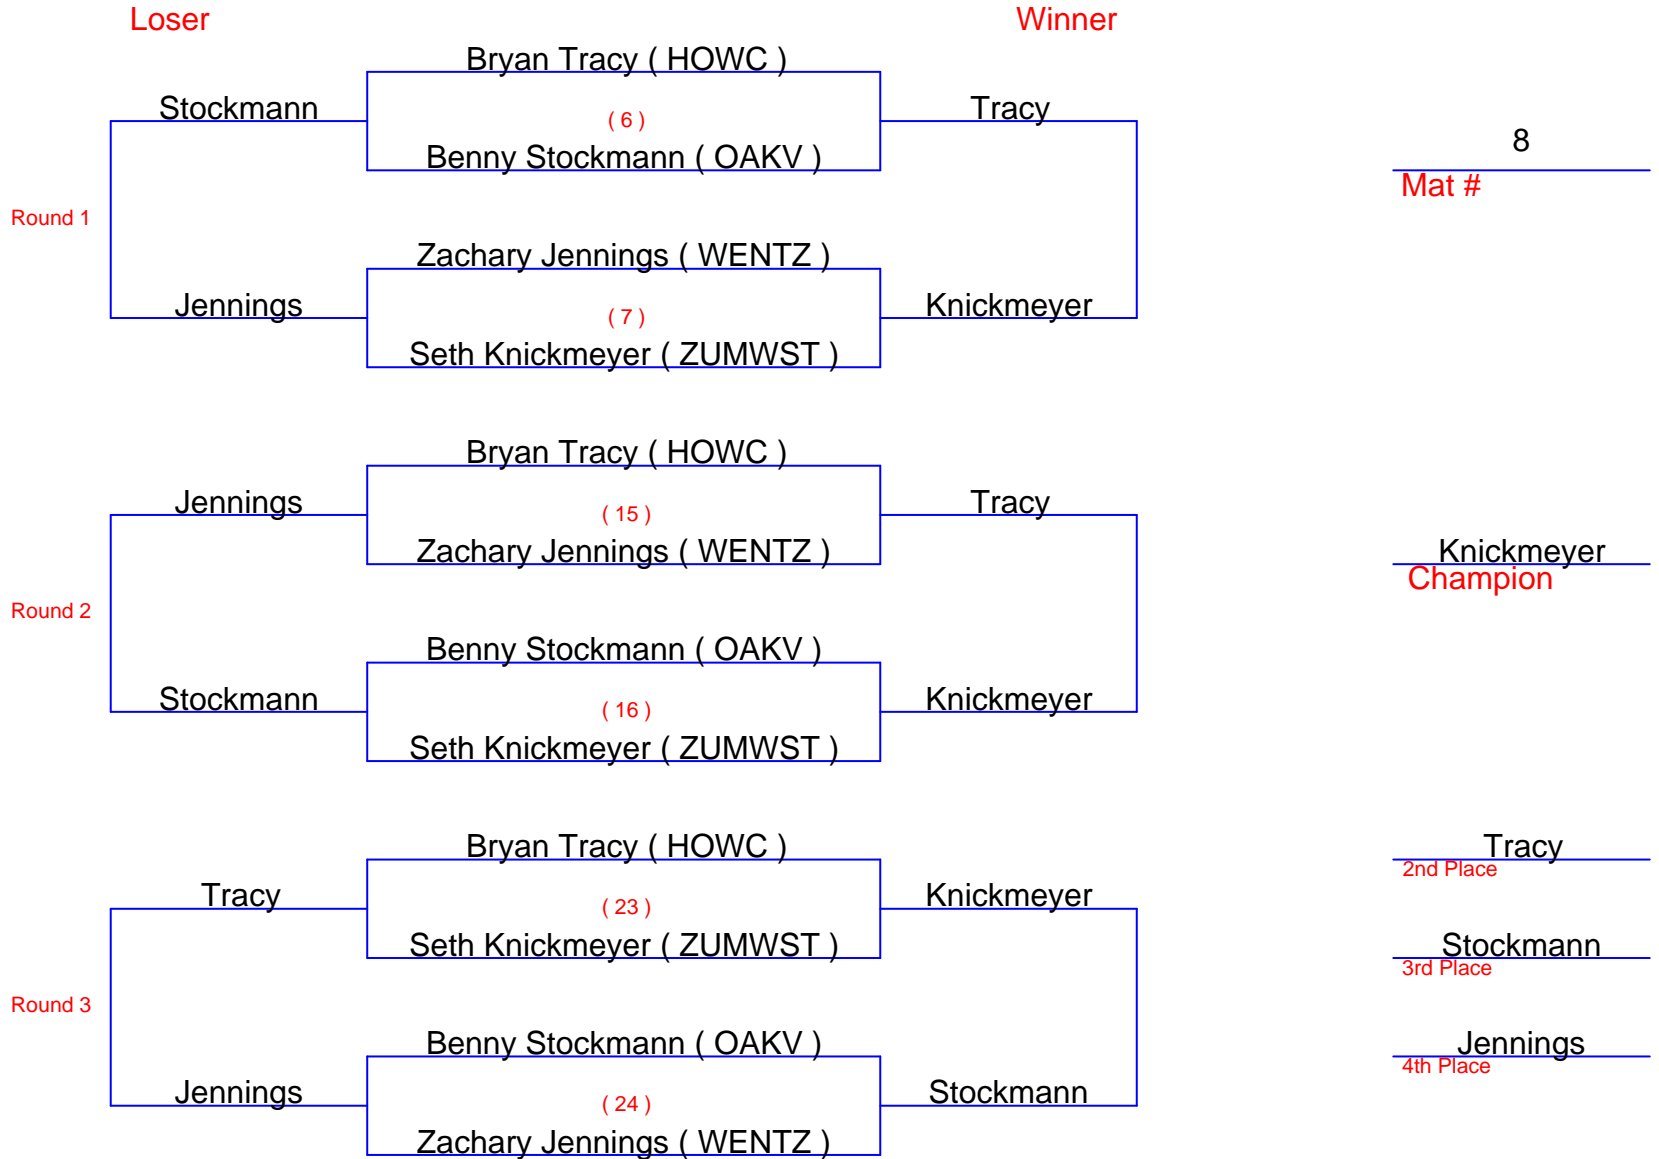 Loser
Winner
Bryan Tracy ( HOWC )
Stockmann
( 6 )
Tracy
Benny Stockmann ( OAKV )
8
Mat #
Round 1
Zachary Jennings ( WENTZ )
Jennings
( 7 )
Knickmeyer
Seth Knickmeyer ( ZUMWST )
Bryan Tracy ( HOWC )
Jennings
( 15 )
Tracy
Zachary Jennings ( WENTZ )
Knickmeyer
Champion
Round 2
Benny Stockmann ( OAKV )
Stockmann
( 16 )
Knickmeyer
Seth Knickmeyer ( ZUMWST )
Bryan Tracy ( HOWC )
Tracy
2nd Place
Tracy
( 23 )
Knickmeyer
Seth Knickmeyer ( ZUMWST )
Stockmann
3rd Place
Round 3
Benny Stockmann ( OAKV )
Jennings
4th Place
Jennings
( 24 )
Stockmann
Zachary Jennings ( WENTZ )